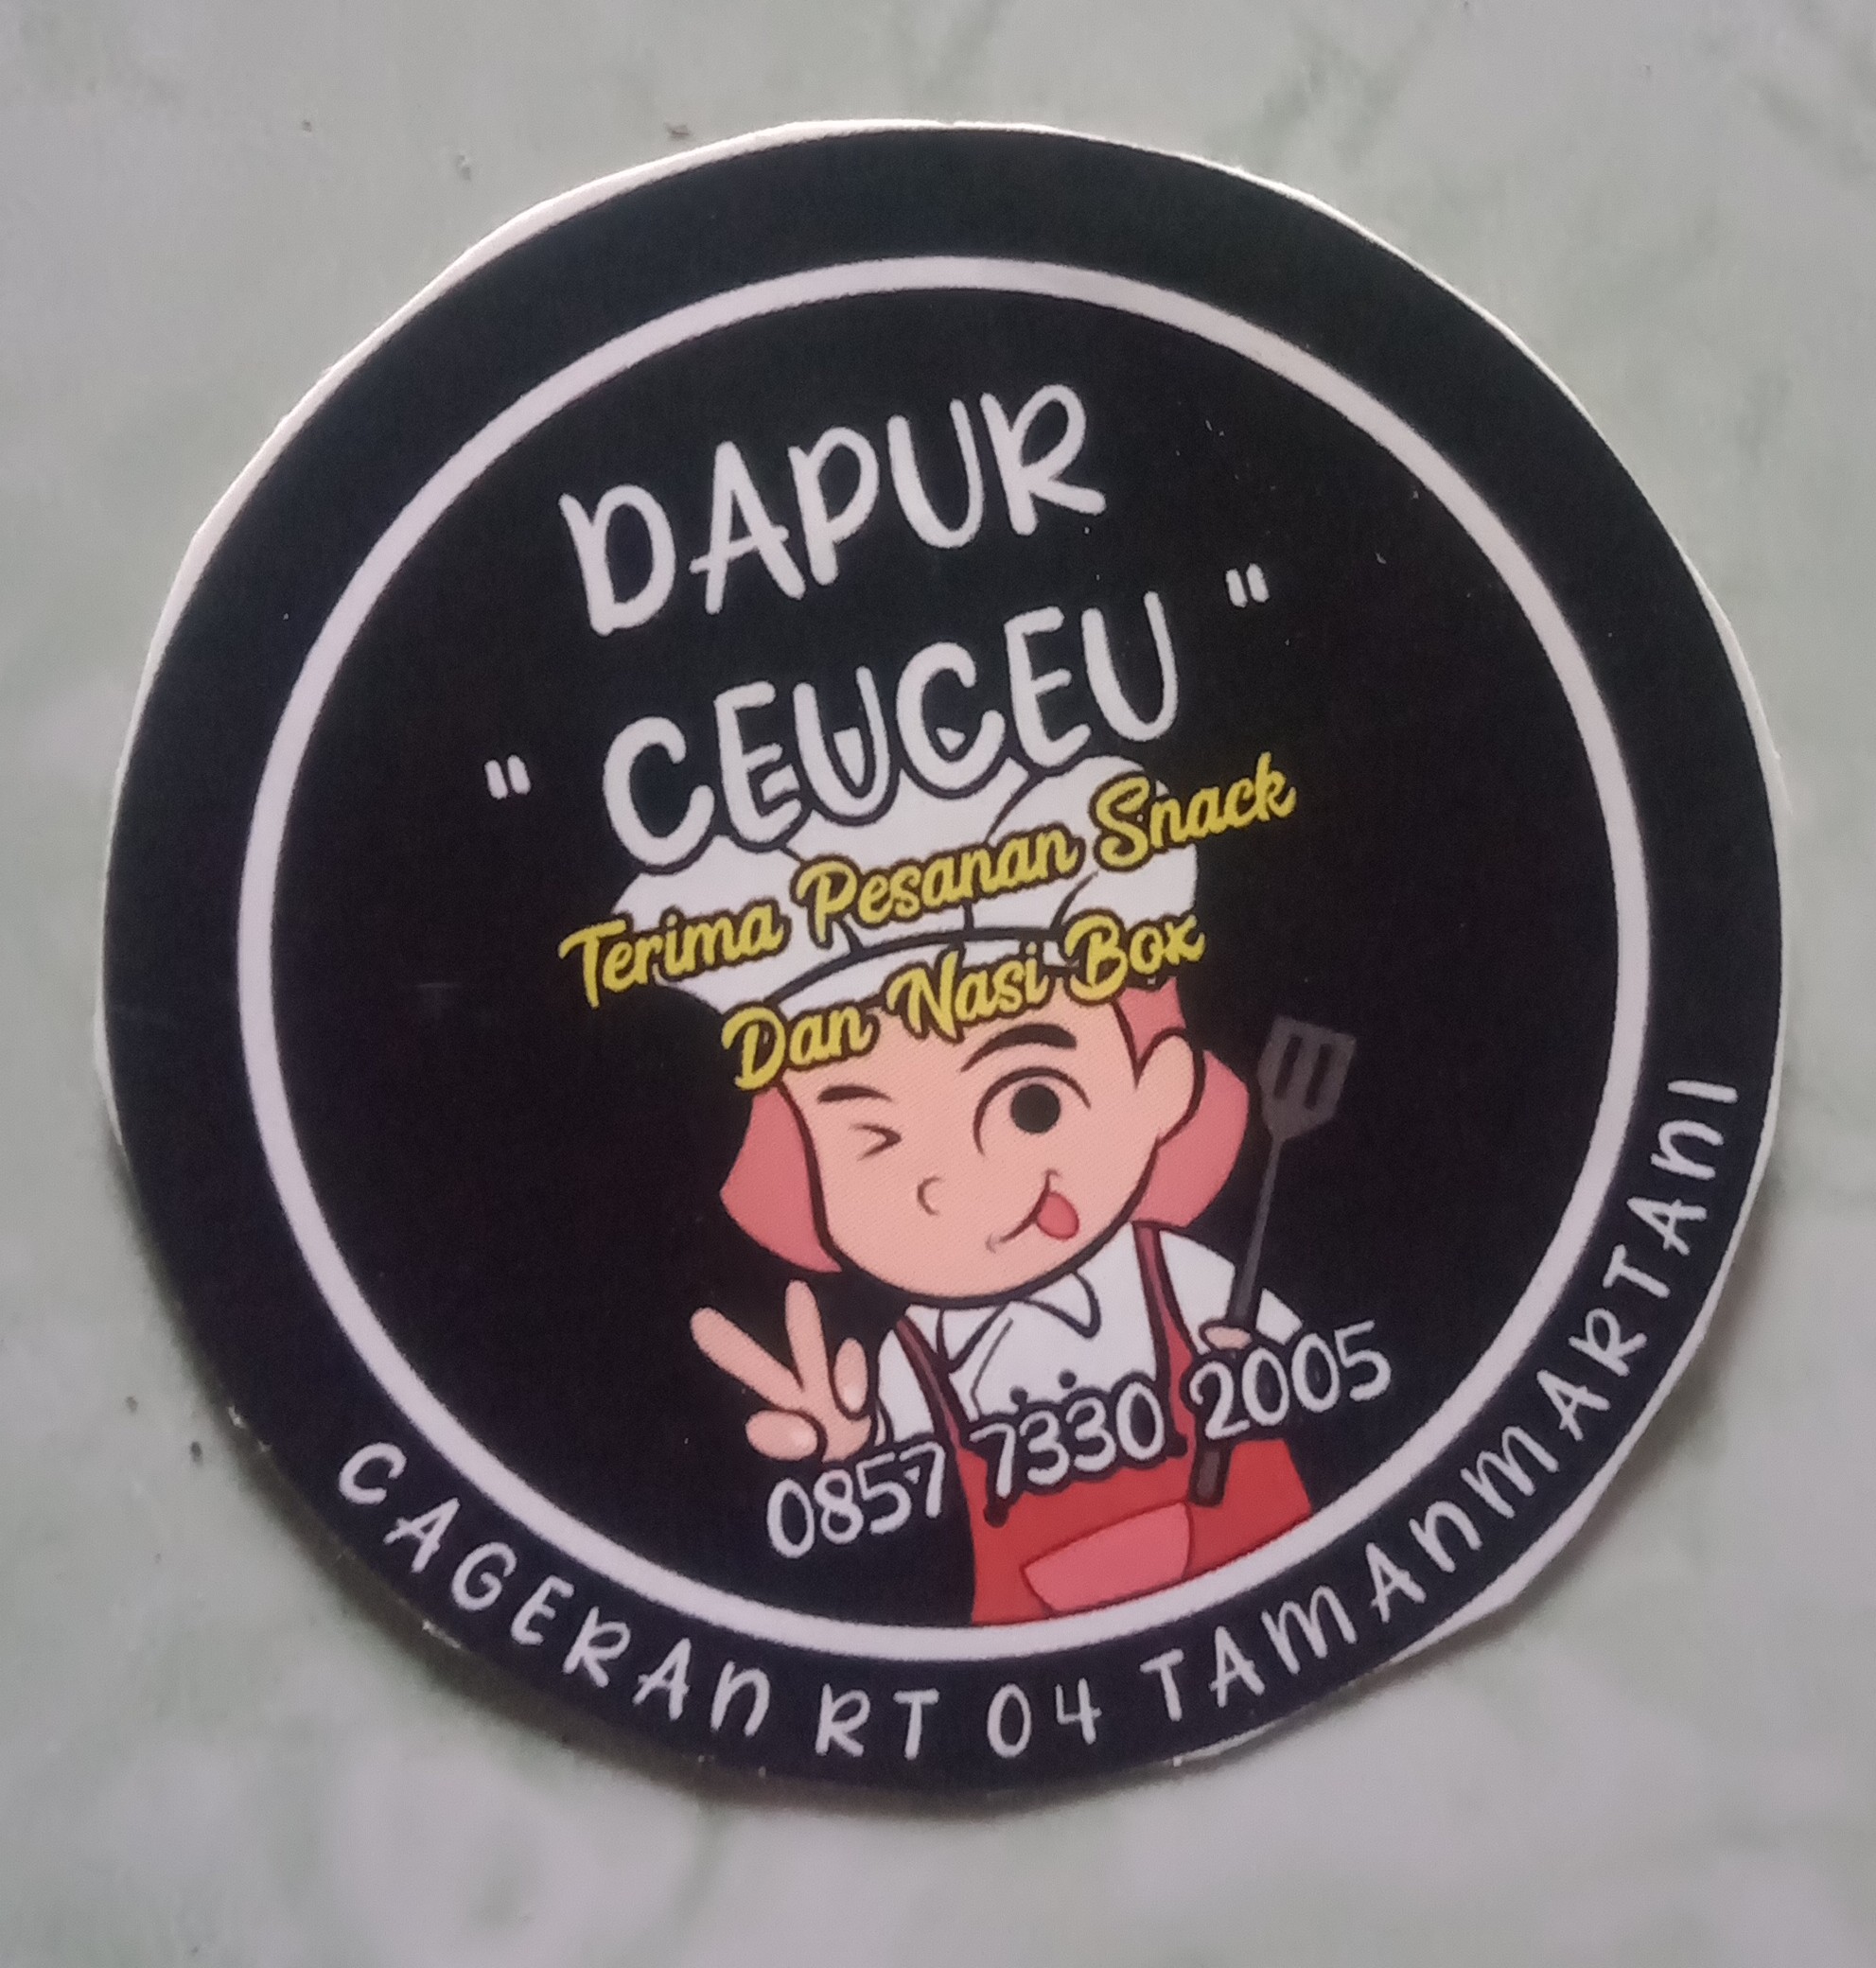 DAPUR
" CEUCEU "
Terima Pesanan Snack
Dan Nasi Box
0857 7330 2005
CAGERAN RT 04 TAMANMARTANI